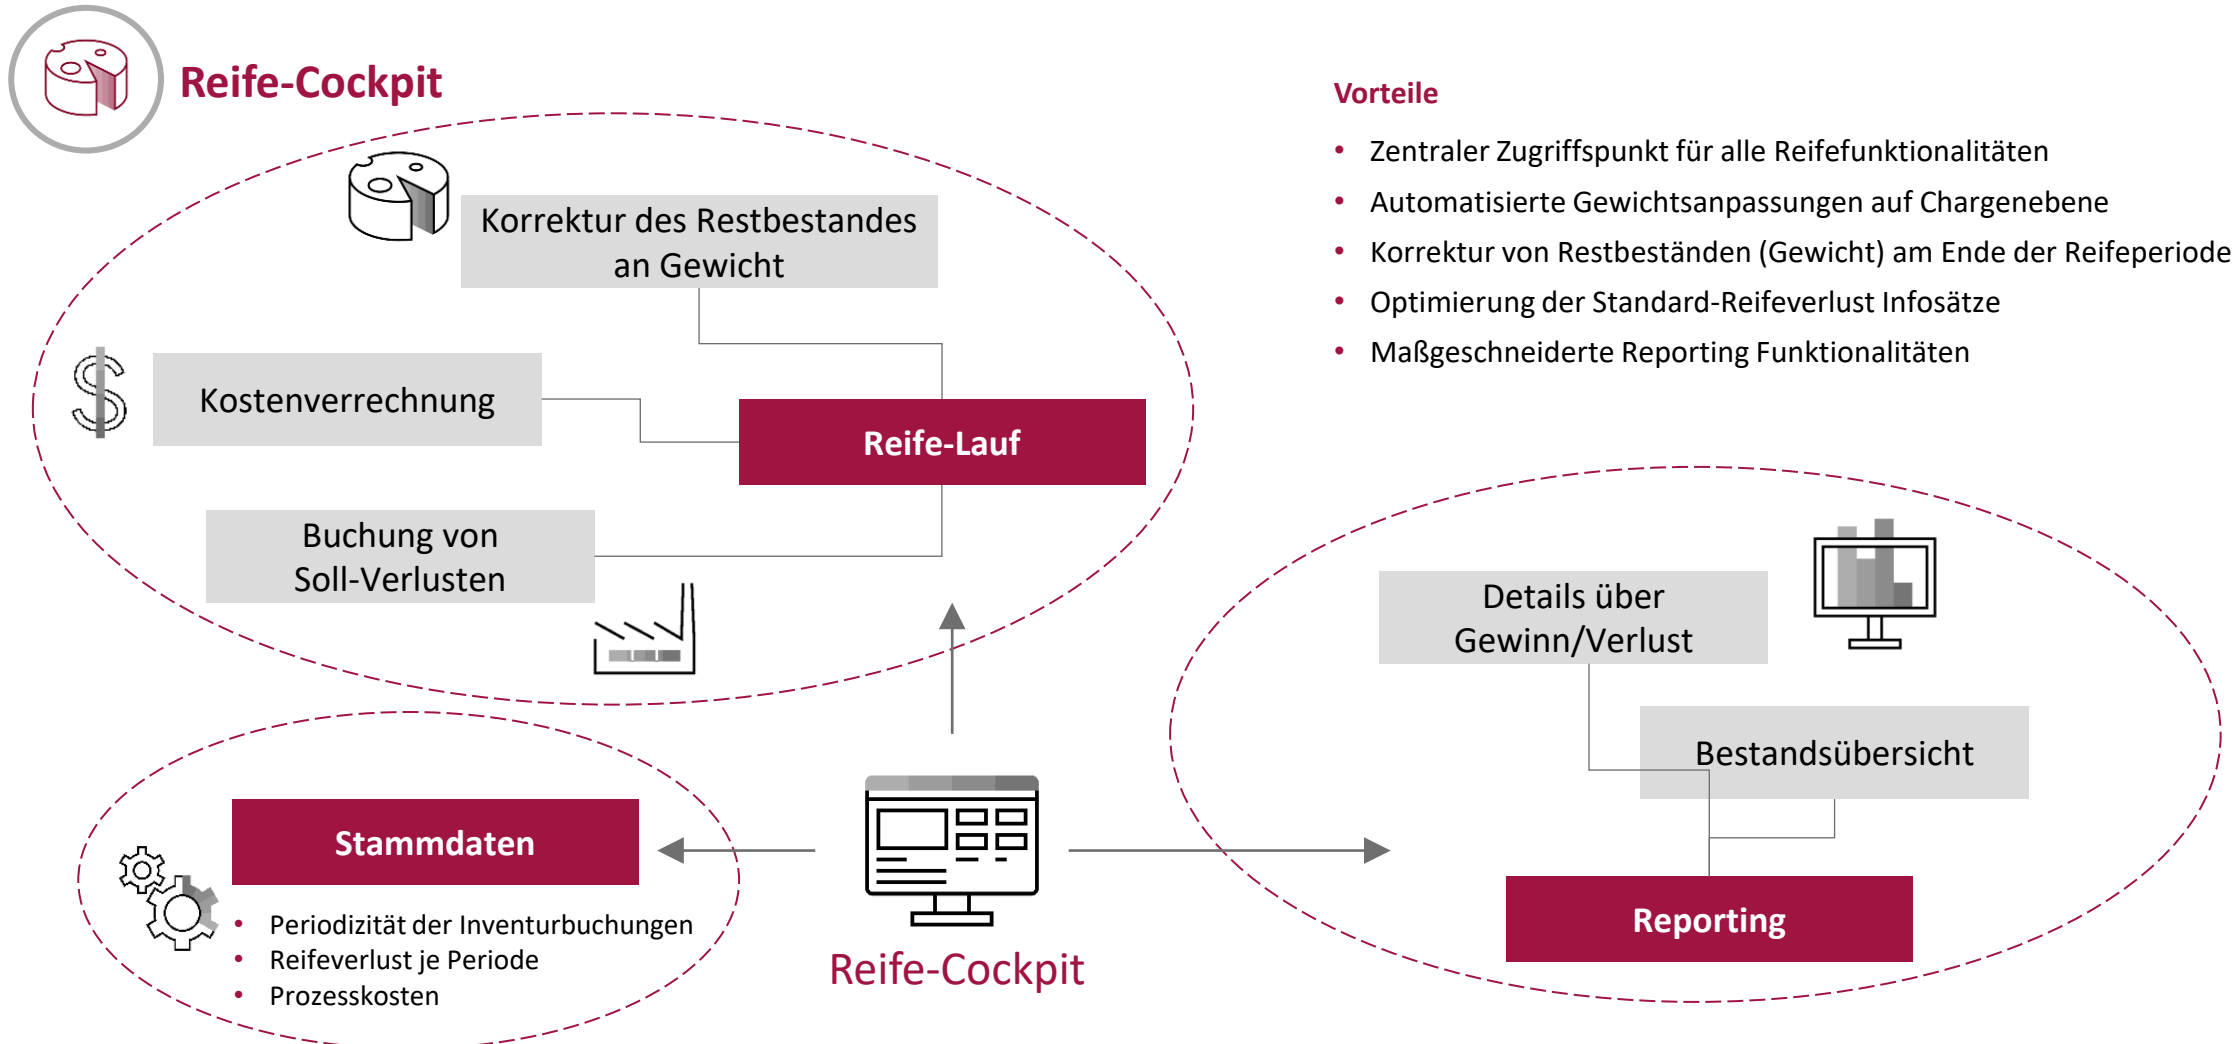 Reife-Cockpit
Vorteile
• Zentraler Zugriffspunkt für alle Reifefunktionalitäten
• Automatisierte Gewichtsanpassungen auf Chargenebene
• Korrektur von Restbeständen (Gewicht) am Ende der Reifeperiode
• Optimierung der Standard-Reifeverlust Infosätze
• Maßgeschneiderte Reporting Funktionalitäten
Korrektur des Restbestandes
an Gewicht
Kostenverrechnung
Reife-Lauf
Buchung von
Soll-Verlusten
Details über
Gewinn/Verlust
Bestandsübersicht
Reporting
Stammdaten
• Periodizität der Inventurbuchungen
• Reifeverlust je Periode
• Prozesskosten
Reife-Cockpit